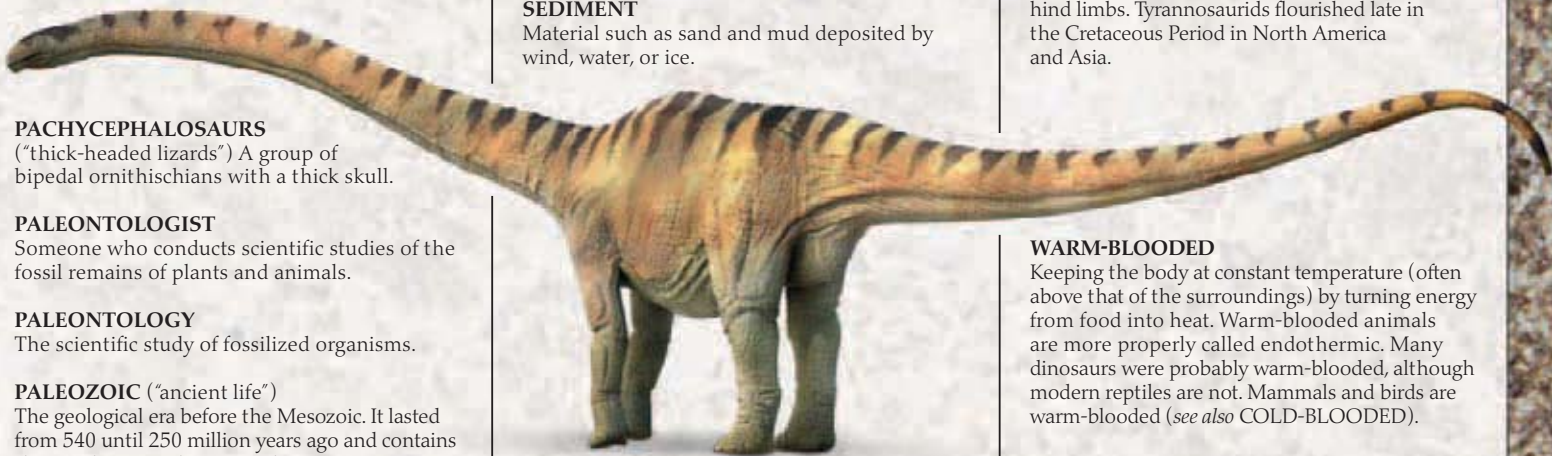 PACHYCEPHALOSAURS
(“thick-headed lizards”) A group of
bipedal ornithischians with a thick skull.
PALEONTOLOGIST
Someone who conducts scientific studies of the
fossil remains of plants and animals.
PALEONTOLOGY
The scientific study of fossilized organisms.
PALEOZOIC (“ancient life”)
The geological era before the Mesozoic. It lasted
from 540 until 250 million years ago and contains
SEDIMENT
Material such as sand and mud deposited by
wind, water, or ice.
hind limbs. Tyrannosaurids flourished late in
the Cretaceous Period in North America
and Asia.
WARM-BLOODED
Keeping the body at constant temperature (often
above that of the surroundings) by turning energy
from food into heat. Warm-blooded animals
are more properly called endothermic. Many
dinosaurs were probably warm-blooded, although
modern reptiles are not. Mammals and birds are
warm-blooded (see also COLD-BLOODED).